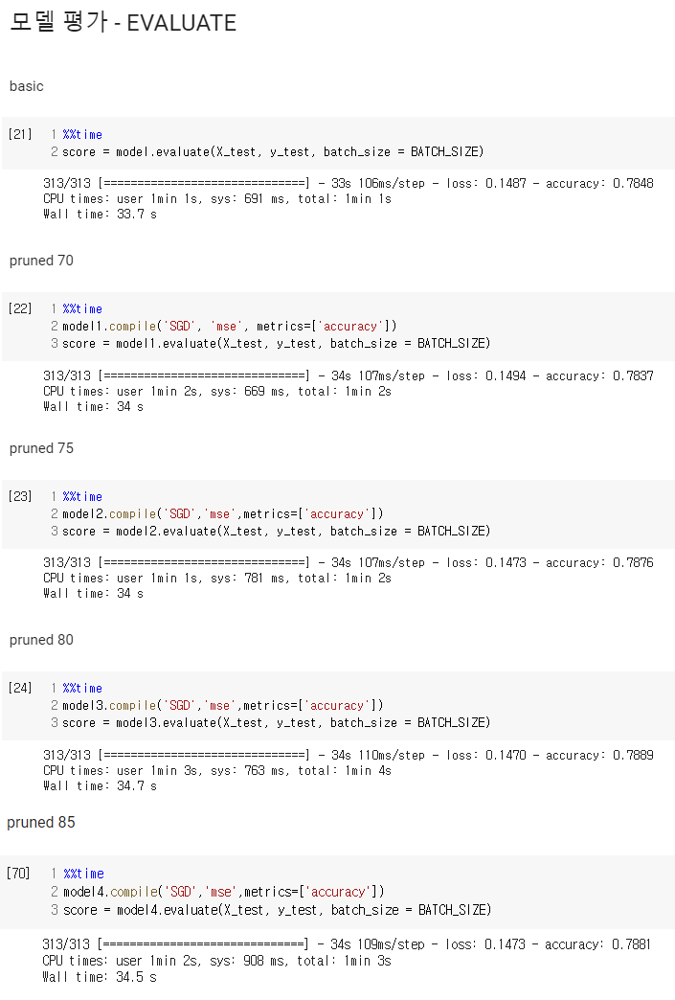 모델 평가 - EVALUATE
basic
[21] 1 %%time
2 score = model.evaluate(X_test, y_test, batch_size = BATCH_SIZE)
313/313 [==============================] - 33s 106ms/step - loss: 0.1487 - accuracy: 0.7848
CPU times: user 1min 1s, sys: 691 ms, total: 1min 1s
Wall time: 33.7 s
pruned 70
[22] 1 %%time
2 model1.compile('SGD', 'mse', metrics=['accuracy'])
3 score = model1.evaluate(X_test, y_test, batch_size = BATCH_SIZE)
313/313 [==============================] - 34s 107ms/step - loss: 0.1494 - accuracy: 0.7837
CPU times: user 1min 2s, sys: 669 ms, total: 1min 2s
Wall time: 34 s
pruned 75
[23] 1 %%time
2 model2.compile('SGD','mse',metrics=['accuracy'])
3 score = model2.evaluate(X_test, y_test, batch_size = BATCH_SIZE)
313/313 [==============================] - 34s 107ms/step - loss: 0.1473 - accuracy: 0.7876
CPU times: user 1min 1s, sys: 781 ms, total: 1min 2s
Wall time: 34 s
pruned 80
[24] 1 %%time
2 model3.compile('SGD','mse',metrics=['accuracy'])
3 score = model3.evaluate(X_test, y_test, batch_size = BATCH_SIZE)
313/313 [==============================] - 34s 110ms/step - loss: 0.1470 - accuracy: 0.7889
CPU times: user 1min 3s, sys: 763 ms, total: 1min 4s
Wall time: 34.7 s
pruned 85
[70] 1 %%time
2 model4.compile('SGD','mse',metrics=['accuracy'])
3 score = model4.evaluate(X_test, y_test, batch_size = BATCH_SIZE)
313/313 [==============================] - 34s 109ms/step - loss: 0.1473 - accuracy: 0.7881
CPU times: user 1min 2s, sys: 908 ms, total: 1min 3s
Wall time: 34.5 s